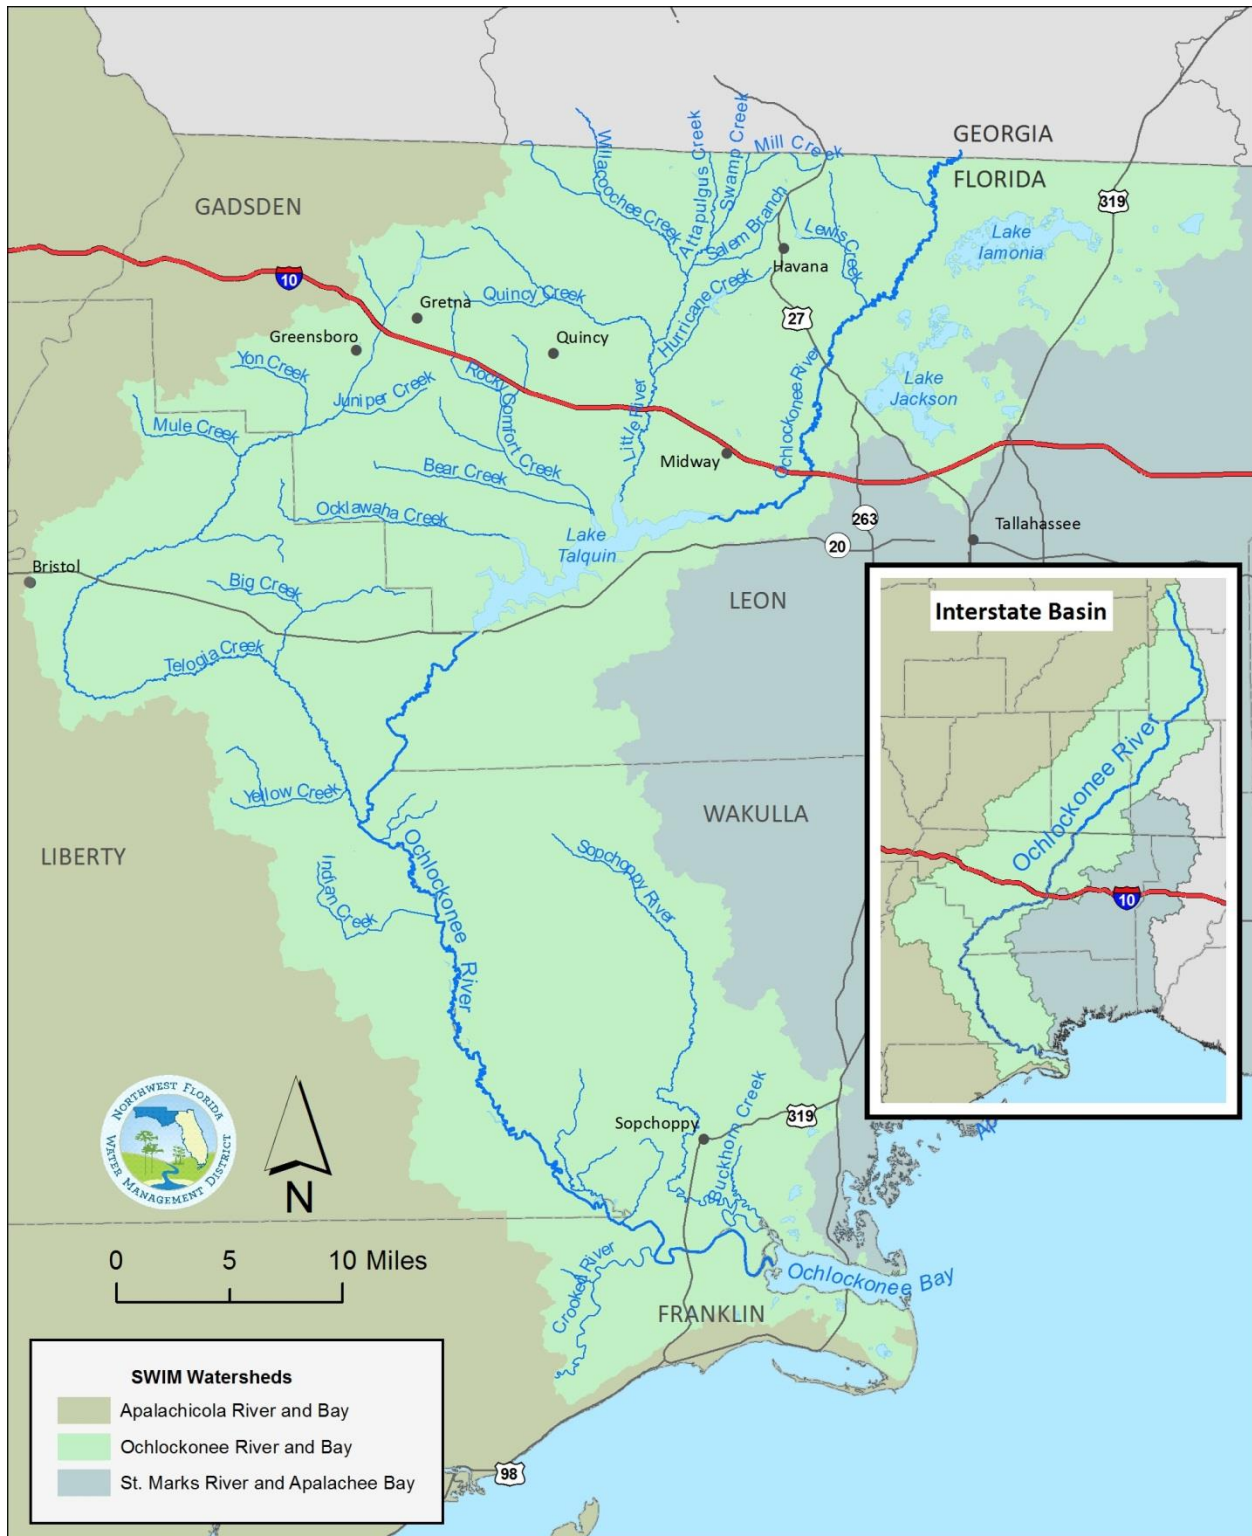 GEORGIA
FLORIDA
GADSDEN
319
Willacoochee Creek
Attapulgus Creek
Swamp Creek
Mill Creek
Salem Branch
Lewis Creek
Havana
Lake
Iamonia
10
Gretna
Quincy Creek
Hurricane Creek
27
Greensboro
Quincy
Yon Creek
Juniper Creek
Rocky Comfort Creek
Little River
Ochlockonee River
Lake
Jackson
Mule Creek
Midway
Bear Creek
Ocklawaha Creek
263
20
Tallahassee
Lake
Talquin
Bristol
Big Creek
LEON
Telogia Creek
Interstate Basin
Ochlockonee River
10
Yellow Creek
WAKULLA
LIBERTY
Ochlockonee River
Sopchoppy River
Indian Creek
NORTHWEST FLORIDA
WATER MANAGEMENT DISTRICT
N
Sopchoppy
319
Buckhorn Creek
Ap
0 5 10 Miles
Crooked River
Ochlockonee Bay
FRANKLIN
SWIM Watersheds
Apalachicola River and Bay
Ochlockonee River and Bay
St. Marks River and Apalachee Bay
98